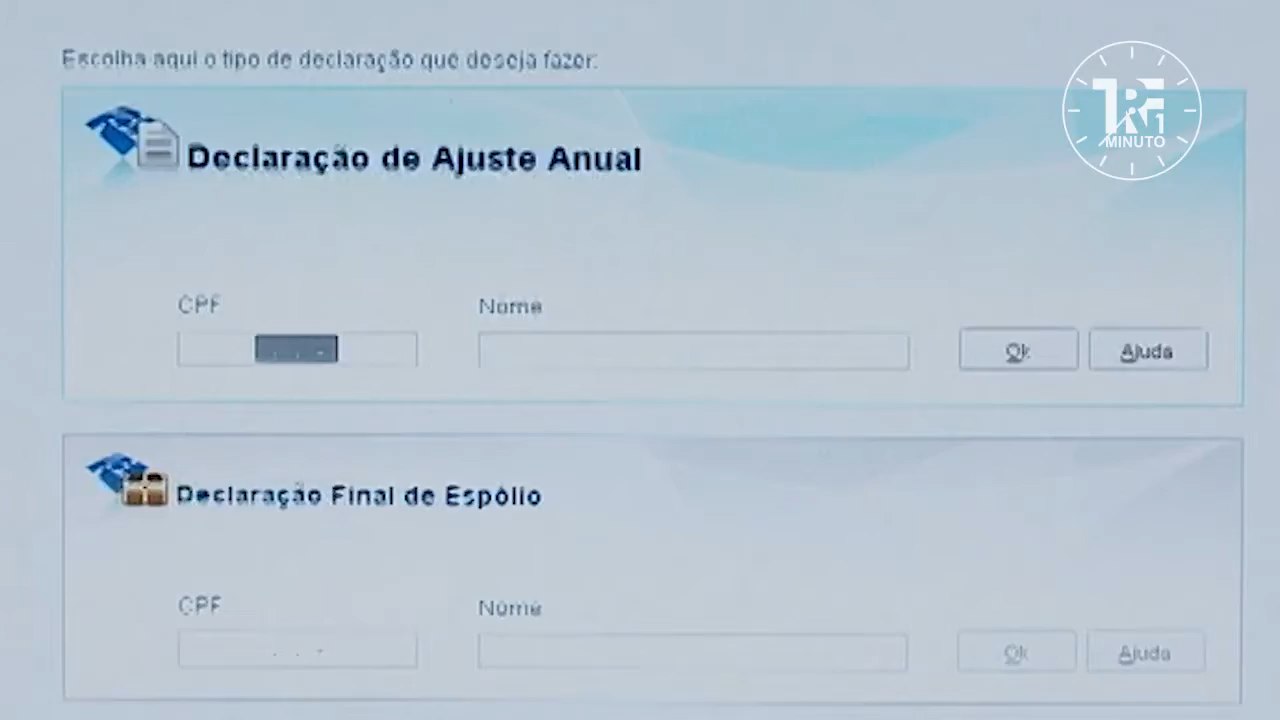 Escolha aqui o tipo de declaração que deseja fazer:
TRF1
MINUTO
Declaração de Ajuste Anual
CPF
Nome
Ok
Ajuda
Declaração Final de Espólio
CPF
Nome
Ok
Ajuda